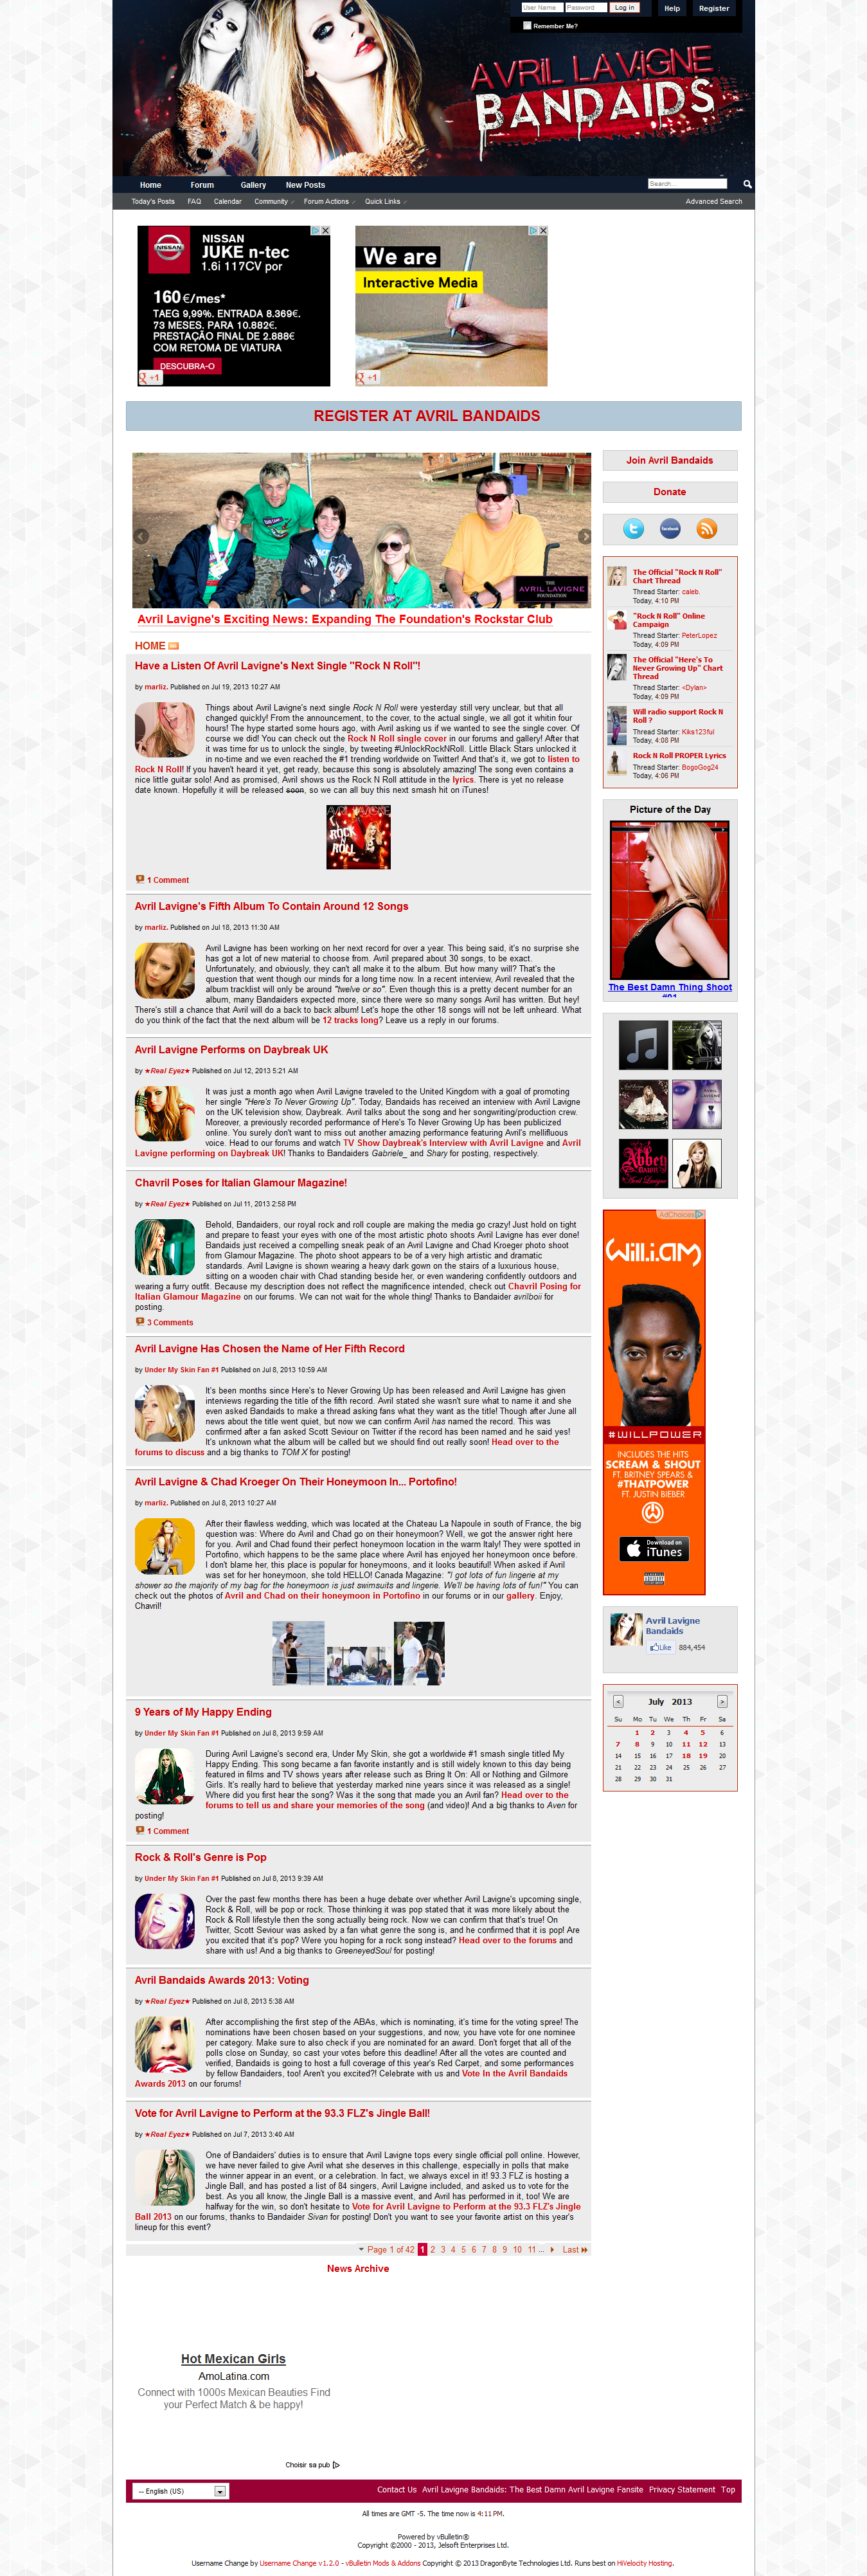 User Name
Password
Log in
Help
Register
Remember Me?
AVRIL LAVIGNE
BANDAIDS
Home
Forum
Gallery
New Posts
Search...
Today's Posts
FAQ
Calendar
Community
Forum Actions
Quick Links
Advanced Search
NISSAN
JUKE n-tec
1.6i 117CV por
160€/mes*
TAEG 9,99%. ENTRADA 8.369€.
73 MESES. PARA 10.882€.
PRESTAÇÃO FINAL DE 2.888€
COM RETOMA DE VIATURA
DESCUBRA-O
+1
We are
Interactive Media
+1
REGISTER AT AVRIL BANDAIDS
THE
AVRIL LAVIGNE
FOUNDATION
Avril Lavigne's Exciting News: Expanding The Foundation's Rockstar Club
HOME
Have a Listen Of Avril Lavigne's Next Single "Rock N Roll"!
by marliz. Published on Jul 19, 2013 10:27 AM
Things about Avril Lavigne's next single Rock N Roll were yesterday still very unclear, but that all
changed quickly! From the announcement, to the cover, to the actual single, we all got it whitin four
hours! The hype started some hours ago, with Avril asking us if we wanted to see the single cover. Of
course we did! You can check out the Rock N Roll single cover in our forums and gallery! After that
it was time for us to unlock the single, by tweeting #UnlockRockNRoll. Little Black Stars unlocked it
in no-time and we even reached the #1 trending worldwide on Twitter! And that's it, we got to listen to
Rock N Roll! If you haven't heard it yet, get ready, because this song is absolutely amazing! The song even contains a
nice little guitar solo! And as promised, Avril shows us the Rock N Roll attitude in the lyrics. There is yet no release
date known. Hopefully it will be released soon, so we can all buy this next smash hit on iTunes!
AVRIL LAVIGNE
ROCK N ROLL
1 Comment
Avril Lavigne's Fifth Album To Contain Around 12 Songs
by marliz. Published on Jul 18, 2013 11:30 AM
Avril Lavigne has been working on her next record for over a year. This being said, it's no surprise she
has got a lot of new material to choose from. Avril prepared about 30 songs, to be exact.
Unfortunately, and obviously, they can't all make it to the album. But how many will? That's the
question that went through our minds for a long time now. In a recent interview, Avril revealed that the
album tracklist will only be around "twelve or so". Even though this is a pretty decent number for an
album, many Bandaiders expected more, since there were so many songs Avril has written. But hey!
There's still a chance that Avril will do a back to back album! Let's hope the other 18 songs will not be left unheard. What
do you think of the fact that the next album will be 12 tracks long? Leave us a reply in our forums.
Avril Lavigne Performs on Daybreak UK
by ★Real Eyez★ Published on Jul 12, 2013 5:21 AM
It was just a month ago when Avril Lavigne traveled to the United Kingdom with a goal of promoting
her single "Here's To Never Growing Up". Today, Bandaids has received an interview with Avril Lavigne
on the UK television show, Daybreak. Avril talks about the song and her songwriting/production crew.
Moreover, a previously recorded performance of Here's To Never Growing Up has been publicized
online. You surely don't want to miss out another amazing performance featuring Avril's mellifluous
voice. Head to our forums and watch TV Show Daybreak's Interview with Avril Lavigne and Avril
Lavigne performing on Daybreak UK! Thanks to Bandaiders Gabriele_ and Shary for posting, respectively.
Chavril Poses for Italian Glamour Magazine!
by ★Real Eyez★ Published on Jul 11, 2013 2:58 PM
Behold, Bandaiders, our royal rock and roll couple are making the media go crazy! Just hold on tight
and prepare to feast your eyes with one of the most artistic photo shoots Avril Lavigne has ever done!
Bandaids just received a compelling sneak peak of an Avril Lavigne and Chad Kroeger photo shoot
from Glamour Magazine. The photo shoot appears to be of a very high artistic and dramatic
standards. Avril Lavigne is shown wearing a heavy dark gown on the stairs of a luxurious house,
sitting on a wooden chair with Chad standing beside her, or even wandering confidently outdoors and
wearing a furry outfit. Because my description does not reflect the magnificence intended, check out Chavril Posing for
Italian Glamour Magazine on our forums. We can not wait for the whole thing! Thanks to Bandaider avrilboii for
posting.
3 Comments
Avril Lavigne Has Chosen the Name of Her Fifth Record
by Under My Skin Fan #1 Published on Jul 8, 2013 10:59 AM
It's been months since Here's to Never Growing Up has been released and Avril Lavigne has given
interviews regarding the title of the fifth record. Avril stated she wasn't sure what to name it and she
even asked Bandaids to make a thread asking fans what they want as the title! Though after June all
news about the title went quiet, but now we can confirm Avril has named the record. This was
confirmed after a fan asked Scott Seviour on Twitter if the record has been named and he said yes!
It's unknown what the album will be called but we should find out really soon! Head over to the
forums to discuss and a big thanks to TOM X for posting!
Avril Lavigne & Chad Kroeger On Their Honeymoon In... Portofino!
by marliz. Published on Jul 8, 2013 10:27 AM
After their flawless wedding, which was located at the Chateau La Napoule in south of France, the big
question was: Where do Avril and Chad go on their honeymoon? Well, we got the answer right here
for you. Avril and Chad found their perfect honeymoon location in the warm Italy! They were spotted in
Portofino, which happens to be the same place where Avril has enjoyed her honeymoon once before.
I don't blame her, this place is popular for honeymoons, and it looks beautiful! When asked if Avril
was set for her honeymoon, she told HELLO! Canada Magazine: "I got lots of fun lingerie at my
shower so the majority of my bag for the honeymoon is just swimsuits and lingerie. We'll be having lots of fun!" You can
check out the photos of Avril and Chad on their honeymoon in Portofino in our forums or in our gallery. Enjoy,
Chavril!
9 Years of My Happy Ending
by Under My Skin Fan #1 Published on Jul 8, 2013 9:59 AM
During Avril Lavigne's second era, Under My Skin, she got a worldwide #1 smash single titled My
Happy Ending. This song became a fan favorite instantly and is still widely known to this day being
featured in films and TV shows years after release such as Bring It On: All or Nothing and Gilmore
Girls. It's really hard to believe that yesterday marked nine years since it was released as a single!
Where did you first hear the song? Was it the song that made you an Avril fan? Head over to the
forums to tell us and share your memories of the song (and video)! And a big thanks to Aven for
posting!
1 Comment
Rock & Roll's Genre is Pop
by Under My Skin Fan #1 Published on Jul 8, 2013 9:39 AM
Over the past few months there has been a huge debate over whether Avril Lavigne's upcoming single,
Rock & Roll, will be pop or rock. Those thinking it was pop stated that it was more likely about the
Rock & Roll lifestyle then the song actually being rock. Now we can confirm that that's true! On
Twitter, Scott Seviour was asked by a fan what genre the song is, and he confirmed that it is pop! Are
you excited that it's pop? Were you hoping for a rock song instead? Head over to the forums and
share with us! And a big thanks to GreeneyedSoul for posting!
Avril Bandaids Awards 2013: Voting
by ★Real Eyez★ Published on Jul 8, 2013 5:38 AM
After accomplishing the first step of the ABAs, which is nominating, it's time for the voting spree! The
nominations have been chosen based on your suggestions, and now, you have vote for one nominee
per category. Make sure to also check if you are nominated for an award. Don't forget that all of the
polls close on Sunday, so cast your votes before this deadline! After all the votes are counted and
verified, Bandaids is going to host a full coverage of this year's Red Carpet, and some performances
by fellow Bandaiders, too! Aren't you excited?! Celebrate with us and Vote In the Avril Bandaids
Awards 2013 on our forums!
Vote for Avril Lavigne to Perform at the 93.3 FLZ's Jingle Ball!
by ★Real Eyez★ Published on Jul 7, 2013 3:40 AM
One of Bandaiders' duties is to ensure that Avril Lavigne tops every single official poll online. However,
we have never failed to give Avril what she deserves in this challenge, especially in polls that make
the winner appear in an event, or a celebration. In fact, we always excel in it! 93.3 FLZ is hosting a
Jingle Ball, and has posted a list of 84 singers, Avril Lavigne included, and asked us to vote for the
best. As you all know, the Jingle Ball is a massive event, and Avril has performed in it, too! We are
halfway for the win, so don't hesitate to Vote for Avril Lavigne to Perform at the 93.3 FLZ's Jingle
Ball 2013 on our forums, thanks to Bandaider Sivan for posting! Don't you want to see your favorite artist on this year's
lineup for this event?
Page 1 of 42 1 2 3 4 5 6 7 8 9 10 11 ... Last
News Archive
Join Avril Bandaids
Donate
facebook
The Official "Rock N Roll"
Chart Thread
Thread Starter: caleb.
Today, 4:10 PM
"Rock N Roll" Online
Campaign
Thread Starter: PeterLopez
Today, 4:09 PM
The Official "Here's To
Never Growing Up" Chart
Thread
Thread Starter: <Dylan>
Today, 4:09 PM
Will radio support Rock N
Roll ?
Thread Starter: Kiks123ful
Today, 4:08 PM
Rock N Roll PROPER Lyrics
Thread Starter: BogoGog24
Today, 4:06 PM
Picture of the Day
The Best Damn Thing Shoot
#01
Abbey
Dawn
Avril Lavigne
AdChoices
will.i.am
#WILLPOWER
INCLUDES THE HITS
SCREAM & SHOUT
FT. BRITNEY SPEARS &
#THATPOWER
FT. JUSTIN BIEBER
Download on
iTunes
Avril Lavigne
Bandaids
Like 884,454
< July 2013 >
Su Mo Tu We Th Fr Sa
1 2 3 4 5 6
7 8 9 10 11 12 13
14 15 16 17 18 19 20
21 22 23 24 25 26 27
28 29 30 31
Hot Mexican Girls
AmoLatina.com
Connect with 1000s Mexican Beauties Find
your Perfect Match & be happy!
Choisir sa pub
-- English (US)
Contact Us Avril Lavigne Bandaids: The Best Damn Avril Lavigne Fansite Privacy Statement Top
All times are GMT -5. The time now is 4:11 PM.
Powered by vBulletin®
Copyright ©2000 - 2013, Jelsoft Enterprises Ltd.
Username Change by Username Change v1.2.0 - vBulletin Mods & Addons Copyright © 2013 DragonByte Technologies Ltd. Runs best on HiVelocity Hosting.